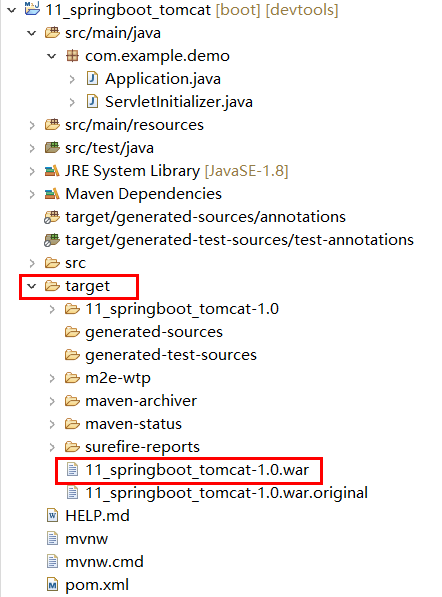 11_springboot_tomcat [boot] [devtools]
src/main/java
com.example.demo
Application.java
ServletInitializer.java
src/main/resources
src/test/java
JRE System Library [JavaSE-1.8]
Maven Dependencies
target/generated-sources/annotations
target/generated-test-sources/test-annotations
src
target
11_springboot_tomcat-1.0
generated-sources
generated-test-sources
m2e-wtp
maven-archiver
maven-status
surefire-reports
11_springboot_tomcat-1.0.war
11_springboot_tomcat-1.0.war.original
HELP.md
mvnw
mvnw.cmd
pom.xml